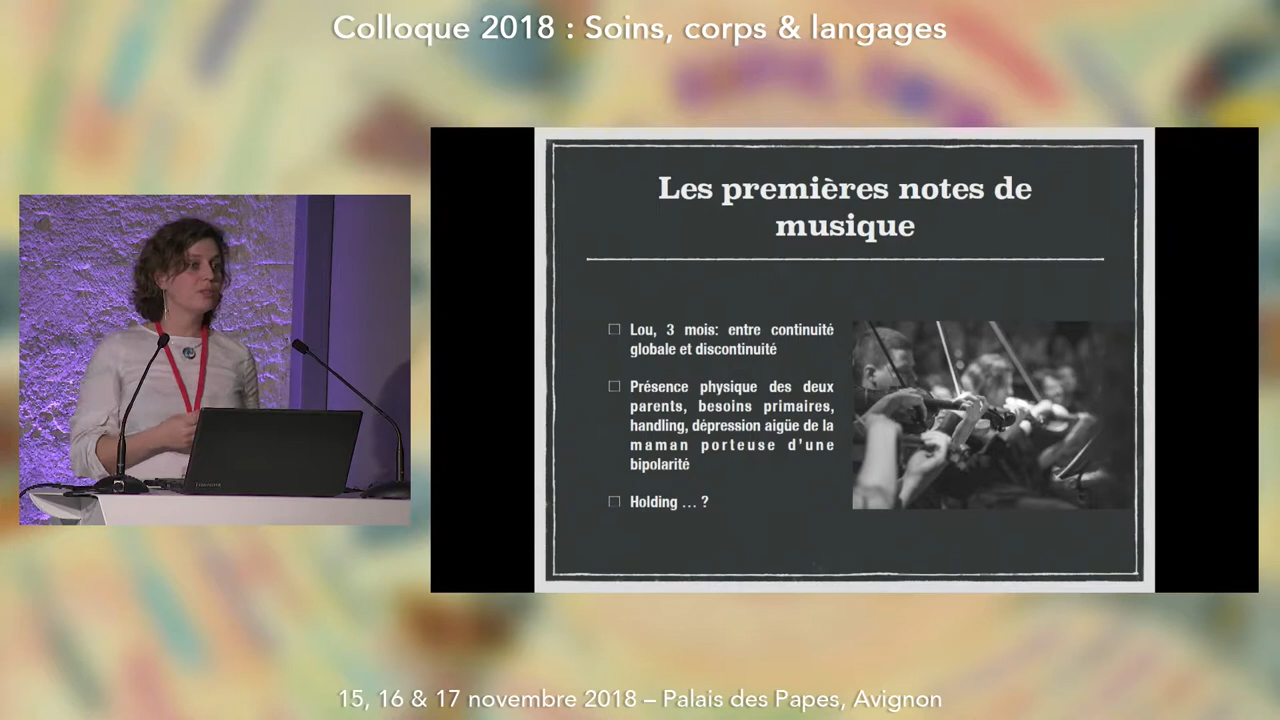 Colloque 2018 : Soins, corps & langages
Les premières notes de
musique
Lou, 3 mois: entre continuité
globale et discontinuité
Présence physique des deux
parents, besoins primaires,
handling, dépression aigüe de la
maman porteuse d'une
bipolarité
Holding ... ?
15, 16 & 17 novembre 2018 – Palais des Papes, Avignon